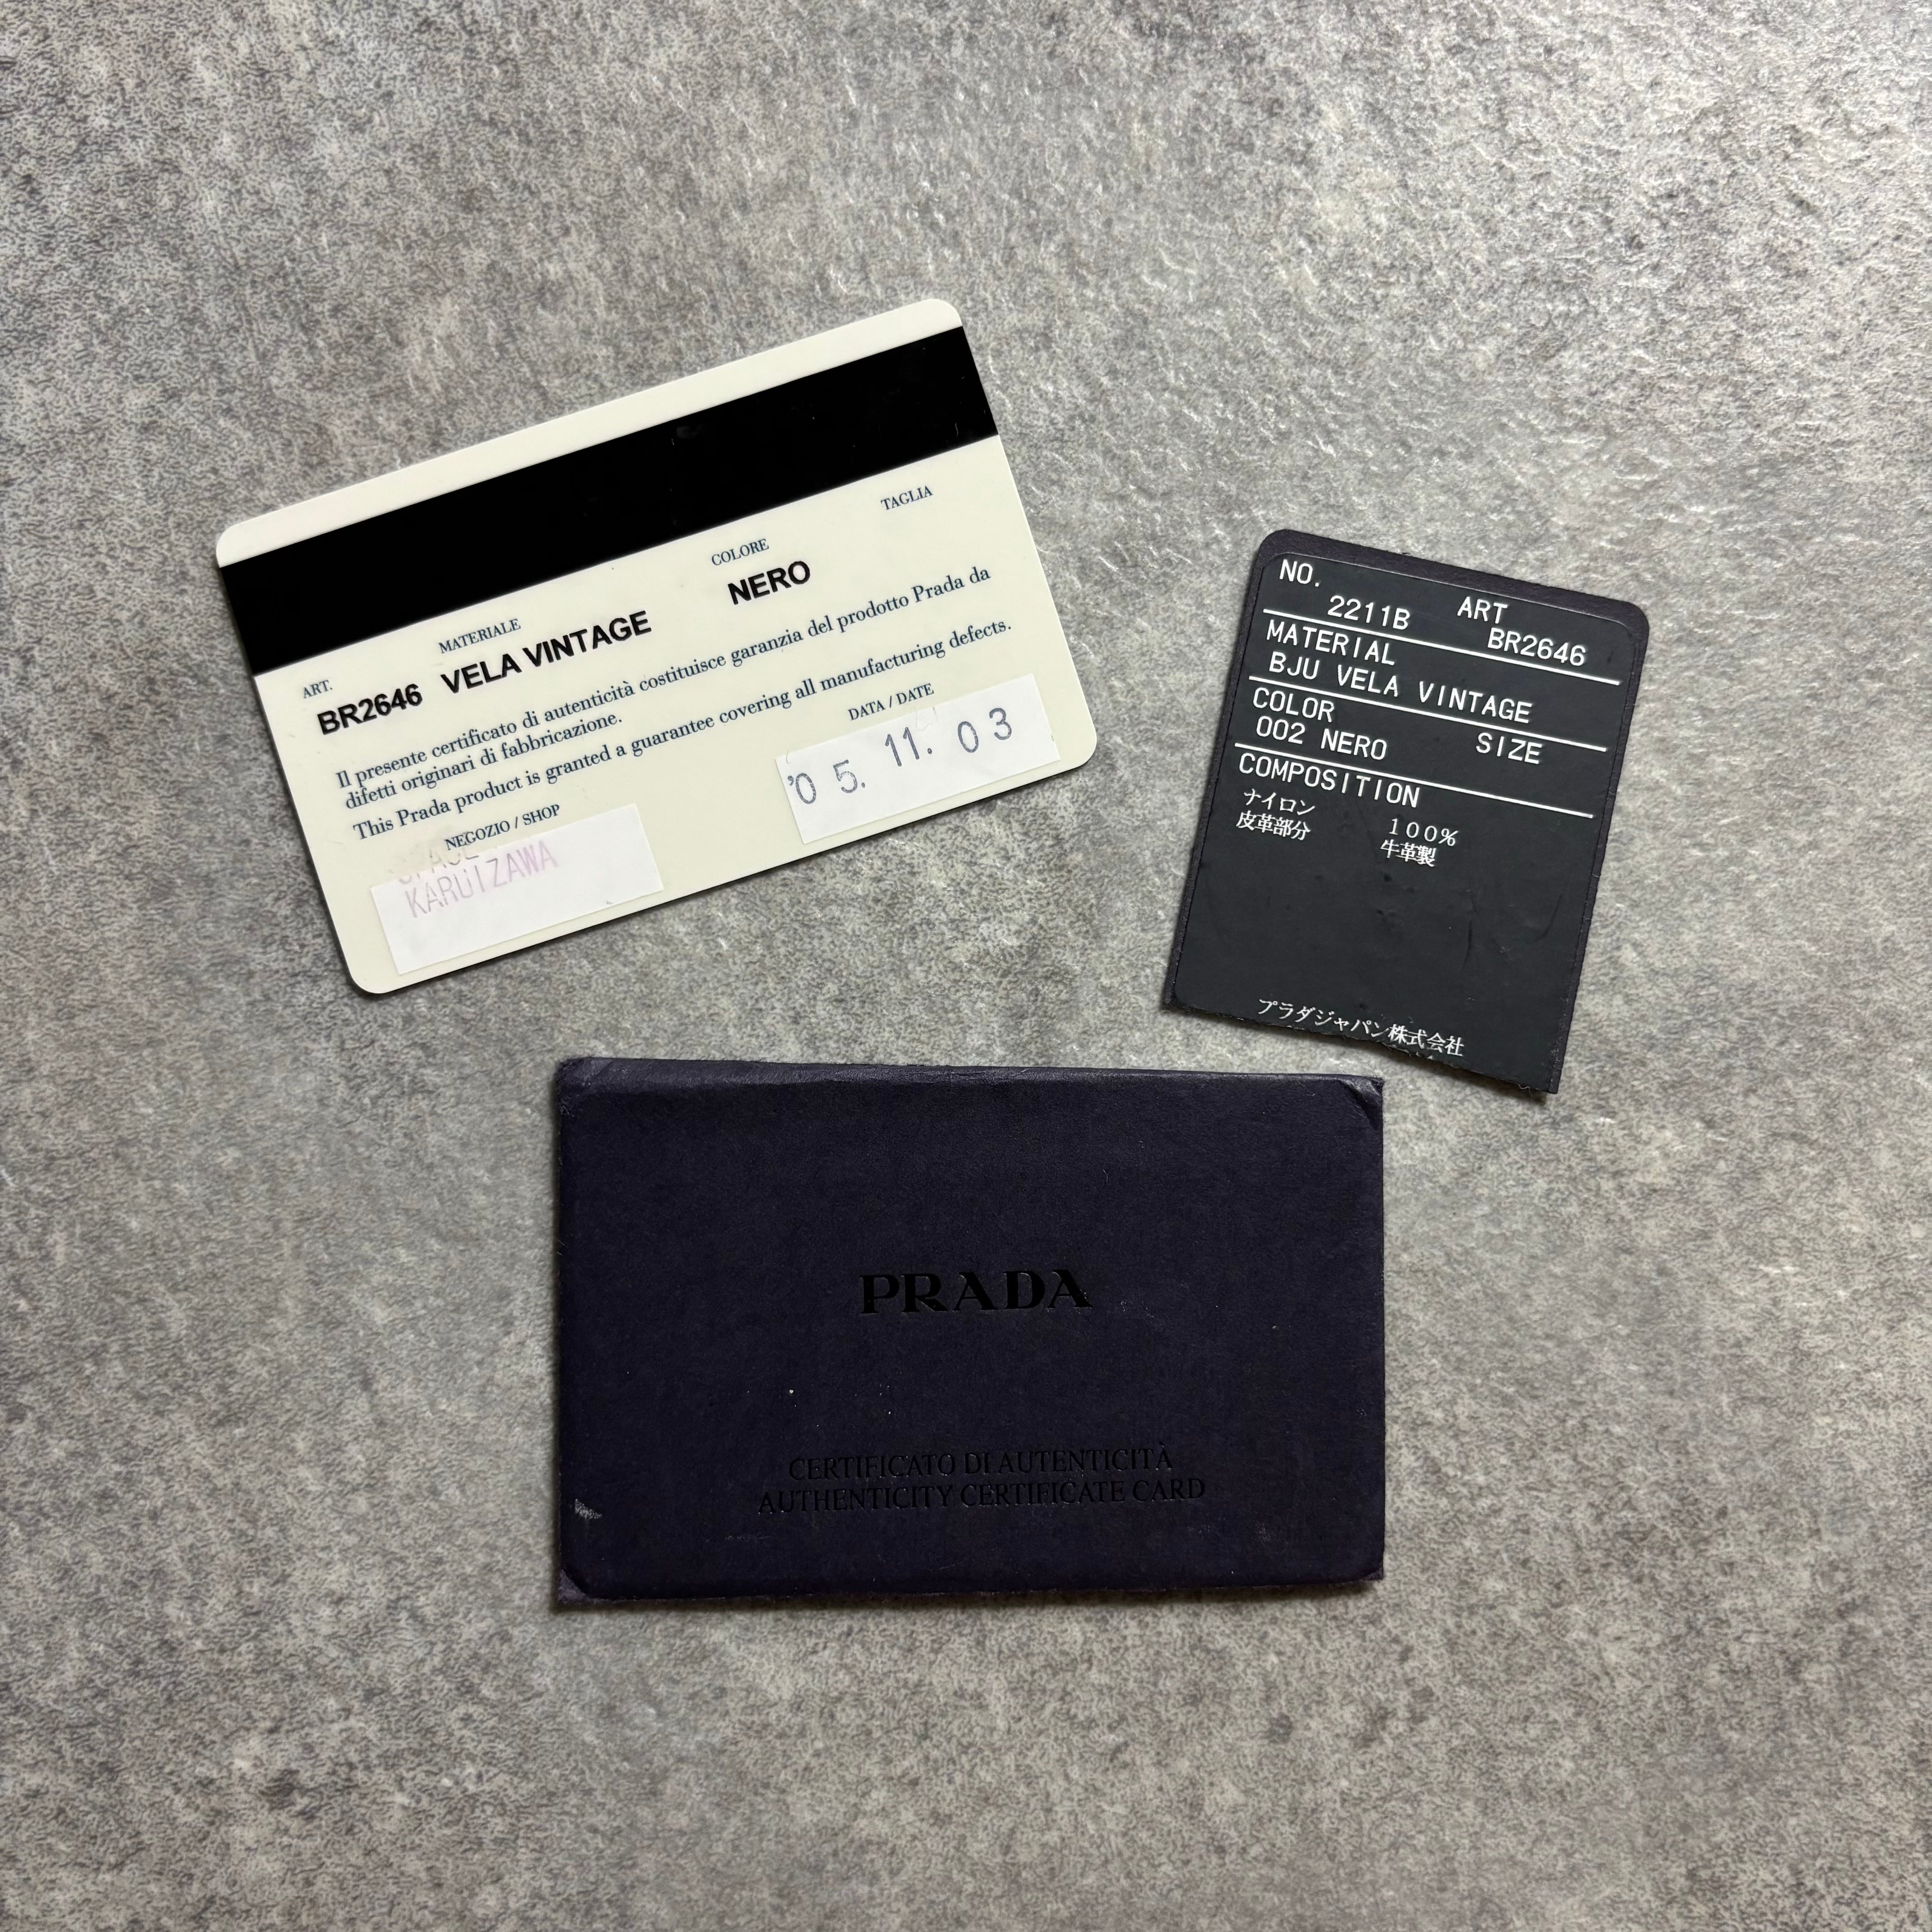 ART. MATERIALE COLORE TAGLIA
BR2646 VELA VINTAGE NERO
Il presente certificato di autenticità costituisce garanzia del prodotto Prada da
difetti originari di fabbricazione.
This Prada product is granted a guarantee covering all manufacturing defects.
NEGOZIO / SHOP DATA / DATE
KARUIZAWA
'05. 11. 03
NO. ART
2211B BR2646
MATERIAL
BJU VELA VINTAGE
COLOR SIZE
002 NERO
COMPOSITION
ナイロン 100%
皮革部分 牛革製
プラダジャパン株式会社
PRADA
CERTIFICATO DI AUTENTICITÀ
AUTHENTICITY CERTIFICATE CARD